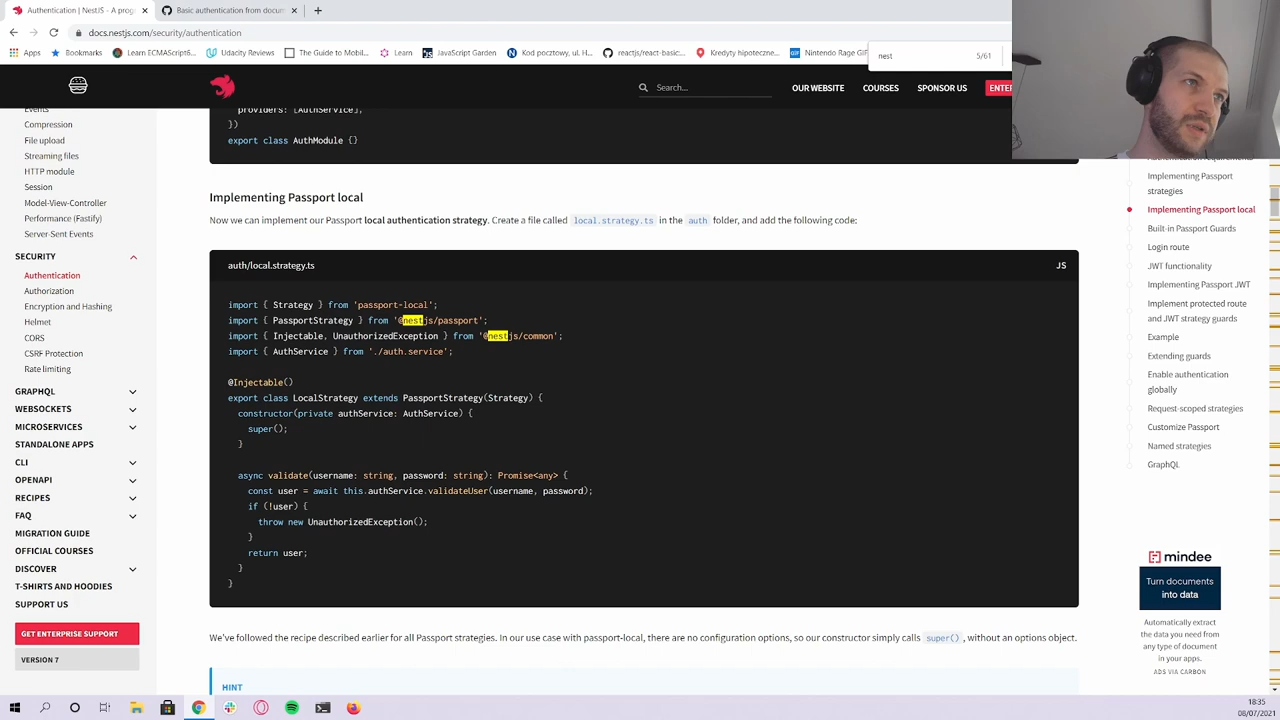 Authentication | NestJS - A prog
Basic authentication from docum
docs.nestjs.com/security/authentication
Apps
Bookmarks
Learn ECMAScript6...
Udacity Reviews
The Guide to Mobil...
Learn
JavaScript Garden
Kod pocztowy, ul. H...
reactjs/react-basic...
Kredyty hipoteczne...
Nintendo Rage GIF
nest
5/61
Search...
OUR WEBSITE
COURSES
SPONSOR US
Events
Compression
File upload
Streaming files
HTTP module
Session
Model-View-Controller
Performance (Fastify)
Server-Sent Events
SECURITY
Authentication
Authorization
Encryption and Hashing
Helmet
CORS
CSRF Protection
Rate limiting
GRAPHQL
WEBSOCKETS
MICROSERVICES
STANDALONE APPS
CLI
OPENAPI
RECIPES
FAQ
MIGRATION GUIDE
OFFICIAL COURSES
DISCOVER
T-SHIRTS AND HOODIES
SUPPORT US
GET ENTERPRISE SUPPORT
VERSION 7
providers: [AuthService],
})
export class AuthModule {}
Implementing Passport local
Now we can implement our Passport local authentication strategy. Create a file called local.strategy.ts in the auth folder, and add the following code:
auth/local.strategy.ts
JS
import { Strategy } from 'passport-local';
import { PassportStrategy } from '@nestjs/passport';
import { Injectable, UnauthorizedException } from '@nestjs/common';
import { AuthService } from './auth.service';
@Injectable()
export class LocalStrategy extends PassportStrategy(Strategy) {
constructor(private authService: AuthService) {
super();
}
async validate(username: string, password: string): Promise<any> {
const user = await this.authService.validateUser(username, password);
if (!user) {
throw new UnauthorizedException();
}
return user;
}
}
We've followed the recipe described earlier for all Passport strategies. In our use case with passport-local, there are no configuration options, so our constructor simply calls super(), without an options object.
HINT
Implementing Passport
strategies
Implementing Passport local
Built-in Passport Guards
Login route
JWT functionality
Implementing Passport JWT
Implement protected route
and JWT strategy guards
Example
Extending guards
Enable authentication
globally
Request-scoped strategies
Customize Passport
Named strategies
GraphQL
mindee
Turn documents
into data
Automatically extract
the data you need from
any type of document
in your apps.
ADS VIA CARBON
18:35
08/07/2021